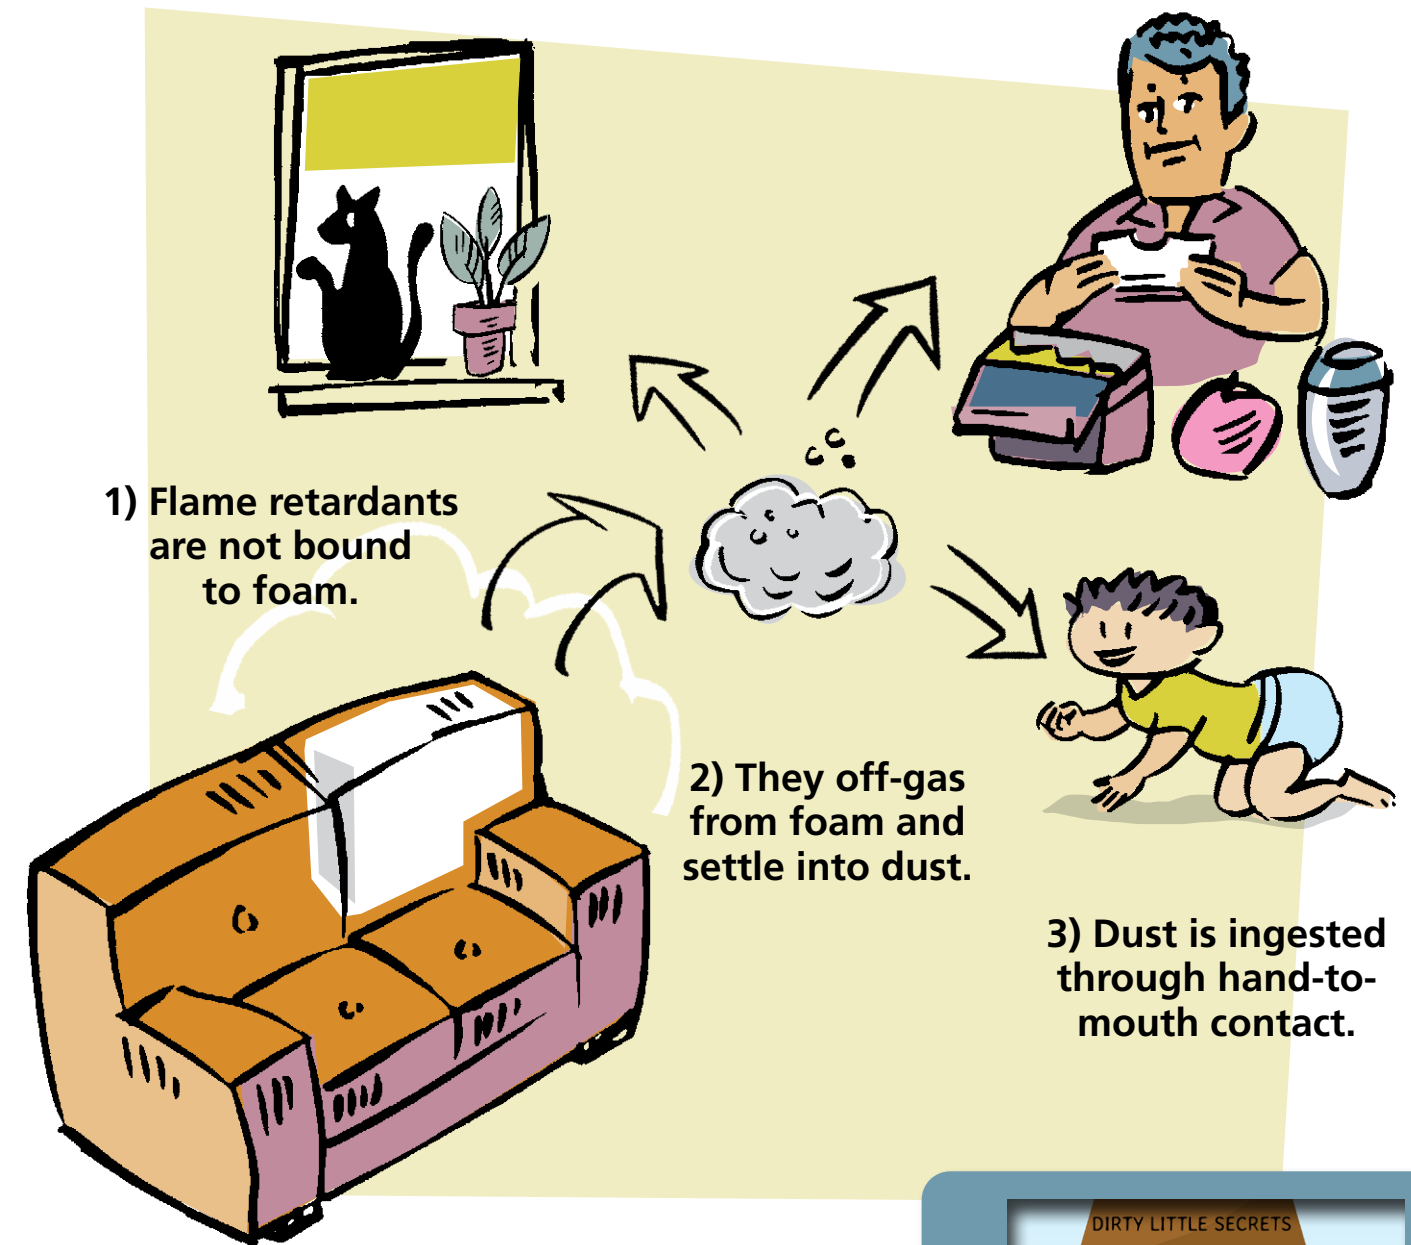 1) Flame retardants
are not bound
to foam.
2) They off-gas
from foam and
settle into dust.
3) Dust is ingested
through hand-to-
mouth contact.
DIRTY LITTLE SECRETS